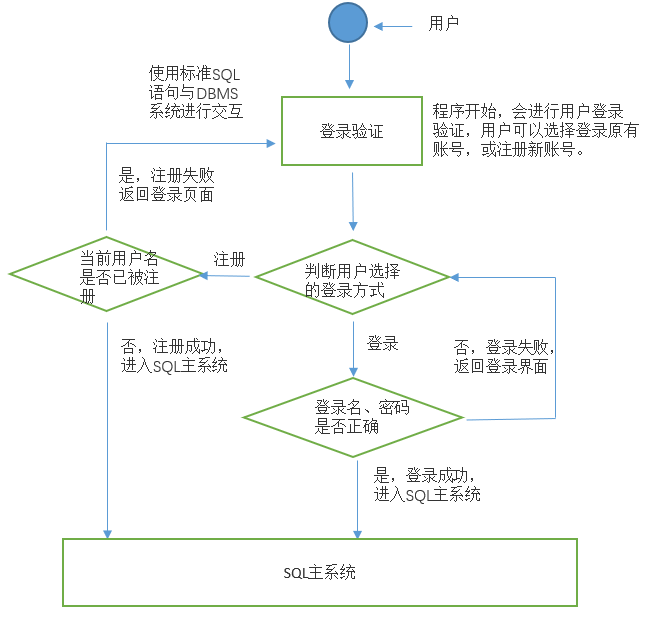 用户
使用标准SQL
语句与DBMS
系统进行交互
登录验证
程序开始，会进行用户登录
验证，用户可以选择登录原有
账号，或注册新账号。
是，注册失败
返回登录页面
当前用户名
是否已被注
册
注册
判断用户选择
的登录方式
否，注册成功，
进入SQL主系统
登录
否，登录失败，
返回登录界面
登录名、密码
是否正确
是，登录成功，
进入SQL主系统
SQL主系统